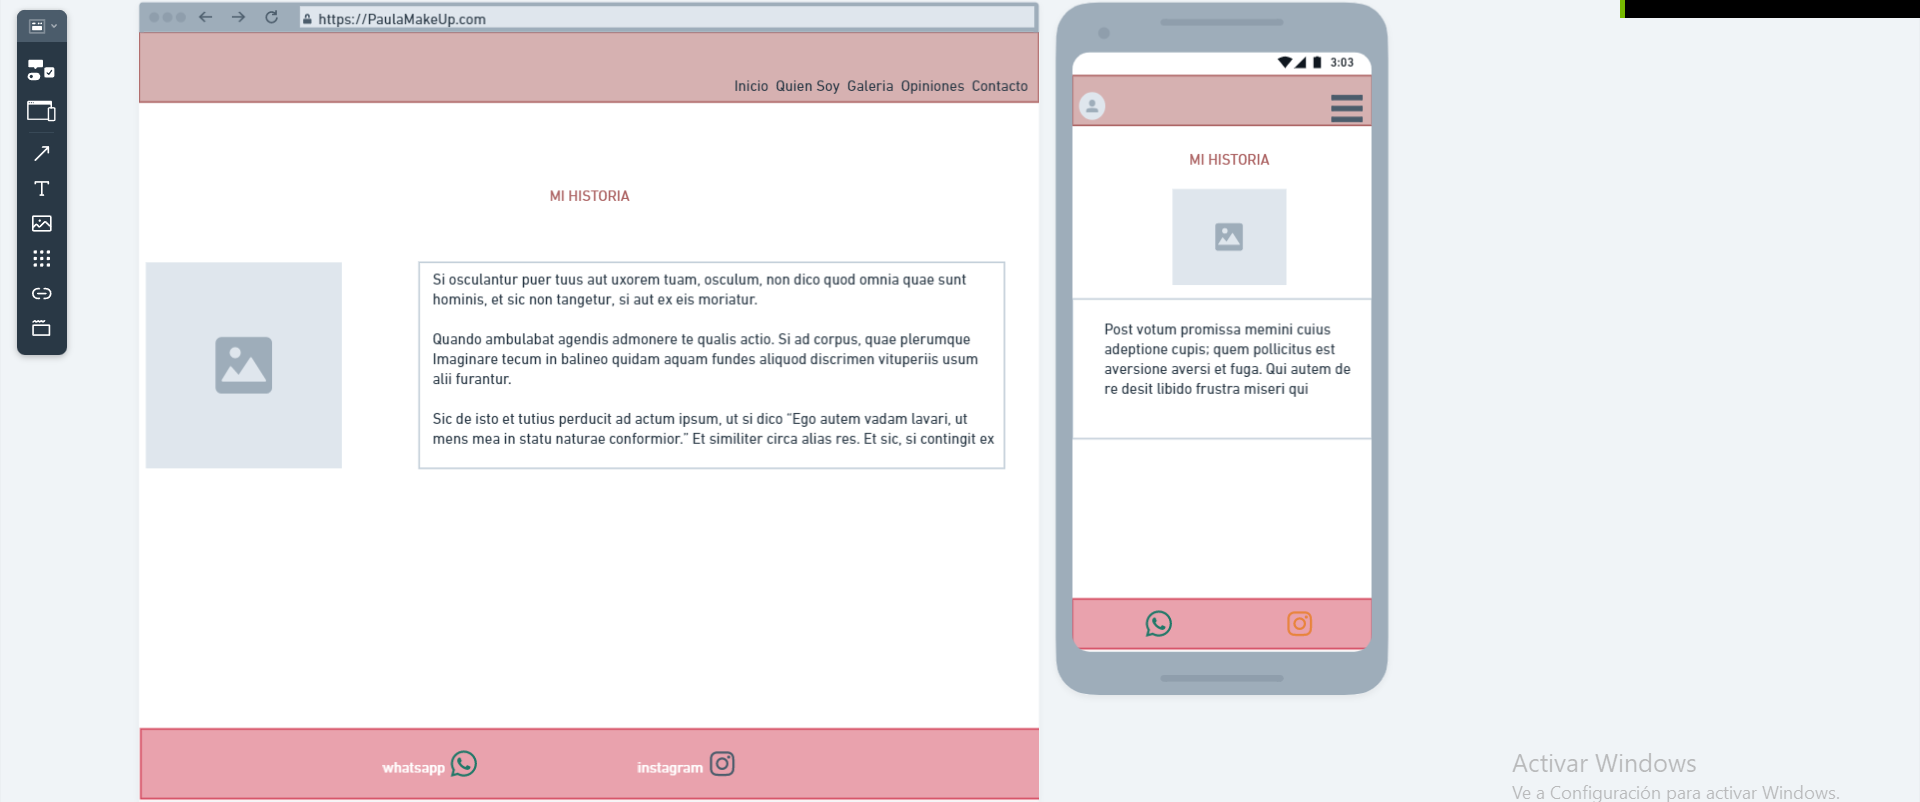 https://PaulaMakeUp.com
Inicio Quien Soy Galeria Opiniones Contacto
MI HISTORIA
Si osculantur puer tuus aut uxorem tuam, osculum, non dico quod omnia quae sunt
hominis, et sic non tangetur, si aut ex eis moriatur.
Quando ambulabat agendis admonere te qualis actio. Si ad corpus, quae plerumque
Imaginare tecum in balineo quidam aquam fundes aliquod discrimen vituperiis usum
alii furantur.
Sic de isto et tutius perducit ad actum ipsum, ut si dico “Ego autem vadam lavari, ut
mens mea in statu naturae conformior.” Et similiter circa alias res. Et sic, si contingit ex
whatsapp
instagram
3:03
MI HISTORIA
Post votum promissa memini cuius
adeptione cupis; quem pollicitus est
aversione aversi et fuga. Qui autem de
re desit libido frustra miseri qui
Activar Windows
Ve a Configuración para activar Windows.